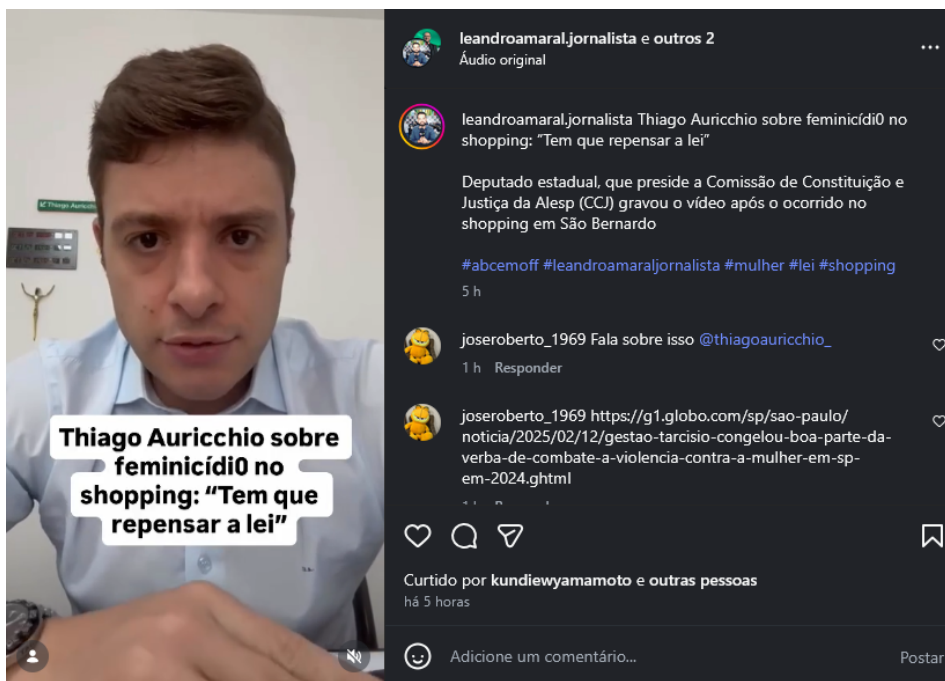 Thiago Auricchio
Thiago Auricchio sobre
feminicídi0 no
shopping: “Tem que
repensar a lei”
leandroamaral.jornalista e outros 2
Áudio original
leandroamaral.jornalista Thiago Auricchio sobre feminicídi0 no
shopping: “Tem que repensar a lei”
Deputado estadual, que preside a Comissão de Constituição e
Justiça da Alesp (CCJ) gravou o vídeo após o ocorrido no
shopping em São Bernardo
#abcemoff #leandroamaraljornalista #mulher #lei #shopping
5 h
joseroberto_1969 Fala sobre isso @thiagoauricchio_
1 h Responder
joseroberto_1969 https://g1.globo.com/sp/sao-paulo/
noticia/2025/02/12/gestao-tarcisio-congelou-boa-parte-da-
verba-de-combate-a-violencia-contra-a-mulher-em-sp-
em-2024.ghtml
Curtido por kundiewyamamoto e outras pessoas
há 5 horas
Adicione um comentário...
Postar